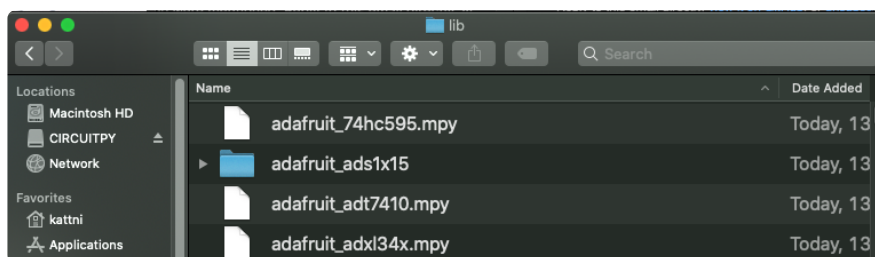 lib
Search
Locations
Macintosh HD
CIRCUITPY
Network
Favorites
kattni
Applications
Name Date Added
adafruit_74hc595.mpy Today, 13
adafruit_ads1x15 Today, 13
adafruit_adt7410.mpy Today, 13
adafruit_adxl34x.mpy Today, 13